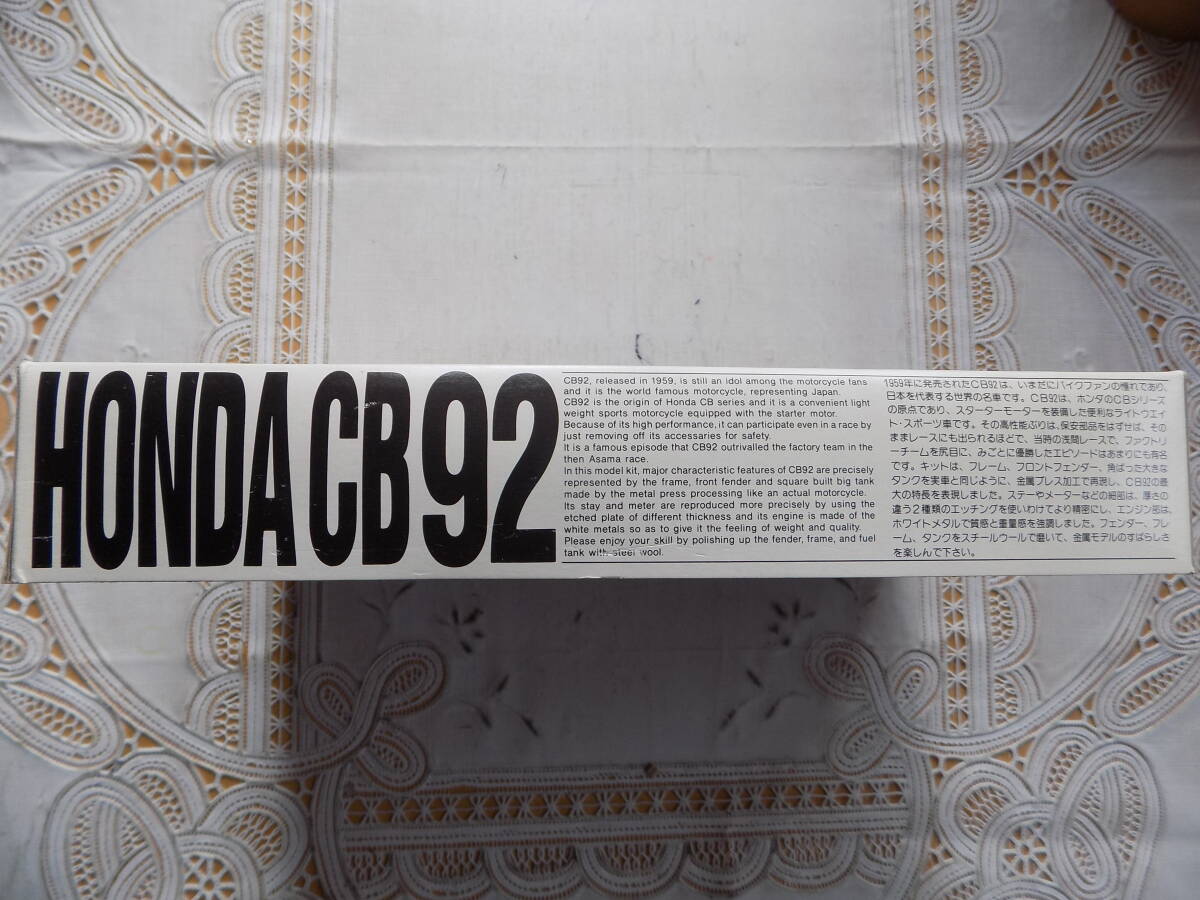 HONDA CB92
CB92, released in 1959, is still an idol among the motorcycle fans
and it is the world famous motorcycle, representing Japan.
CB92 is the origin of Honda CB series and it is a convenient light
weight sports motorcycle equipped with the starter motor.
Because of its high performance, it can participate even in a race by
just removing off its accessaries for safety.
It is a famous episode that CB92 outrivalled the factory team in the
then Asama race.
In this model kit, major characteristic features of CB92 are precisely
represented by the frame, front fender and square built big tank
made by the metal press processing like an actual motorcycle.
Its stay and meter are reproduced more precisely by using the
etched plate of different thickness and its engine is made of the
white metals so as to give it the feeling of weight and quality.
Please enjoy your skill by polishing up the fender, frame, and fuel
tank with steel wool.
1959年に発売されたCB92は、いまだにバイクファンの憧れであり、
日本を代表する世界の名車です。CB92は、ホンダのCBシリーズ
の原点であり、スターターモーターを装備した便利なライトウエイ
ト・スポーツ車です。その高性能ぶりは、保安部品をはずせば、その
ままレースにも出られるほどで、当時の浅間レースで、ファクトリ
ーチームを尻目に、みごとに優勝したエピソードはあまりにも有名
です。キットは、フレーム、フロントフェンダー、角ばった大きな
タンクを実車と同じように、金属プレス加工で再現し、CB92の最
大の特長を表現しました。ステーやメーターなどの細部は、厚さの
違う2種類のエッチングを使いわけてより精密にし、エンジン部は、
ホワイトメタルで質感と重量感を強調しました。フェンダー、フレ
ーム、タンクをスチールウールで磨いて、金属モデルのすばらしさ
を楽しんで下さい。